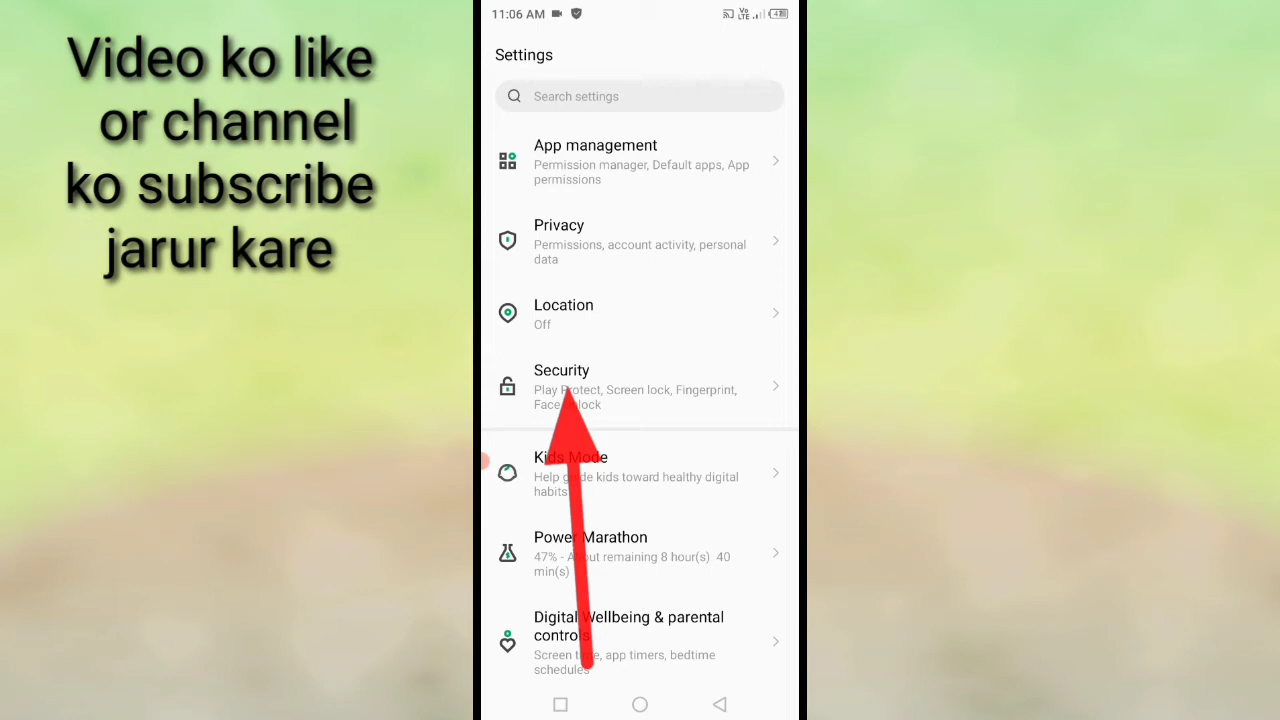 Video ko like
or channel
ko subscribe
jarur kare
11:06 AM
Vo
LTE
47
Settings
Search settings
App management
Permission manager, Default apps, App
permissions
Privacy
Permissions, account activity, personal
data
Location
Off
Security
Play Protect, Screen lock, Fingerprint,
Face Unlock
Kids Mode
Help guide kids toward healthy digital
habits
Power Marathon
47% - About remaining 8 hour(s) 40
min(s)
Digital Wellbeing & parental
controls
Screen time, app timers, bedtime
schedules